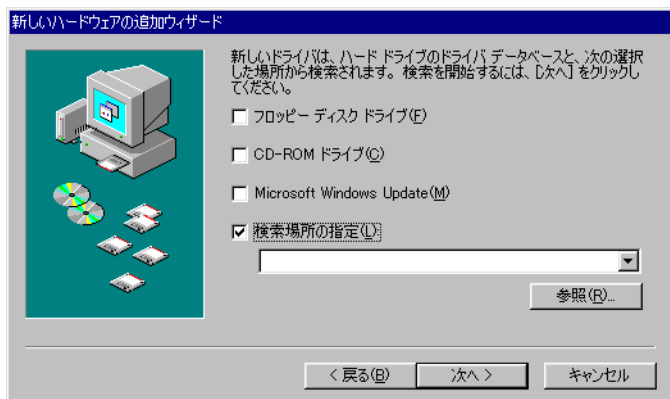 新しいハードウェアの追加ウィザード
新しいドライバは、ハード ドライブのドライバ データベースと、次の選択
した場所から検索されます。検索を開始するには、[次へ] をクリックし
てください。
フロッピー ディスク ドライブ(F)
CD-ROM ドライブ(C)
Microsoft Windows Update(M)
検索場所の指定(L)
参照(R)...
< 戻る(B)
次へ >
キャンセル